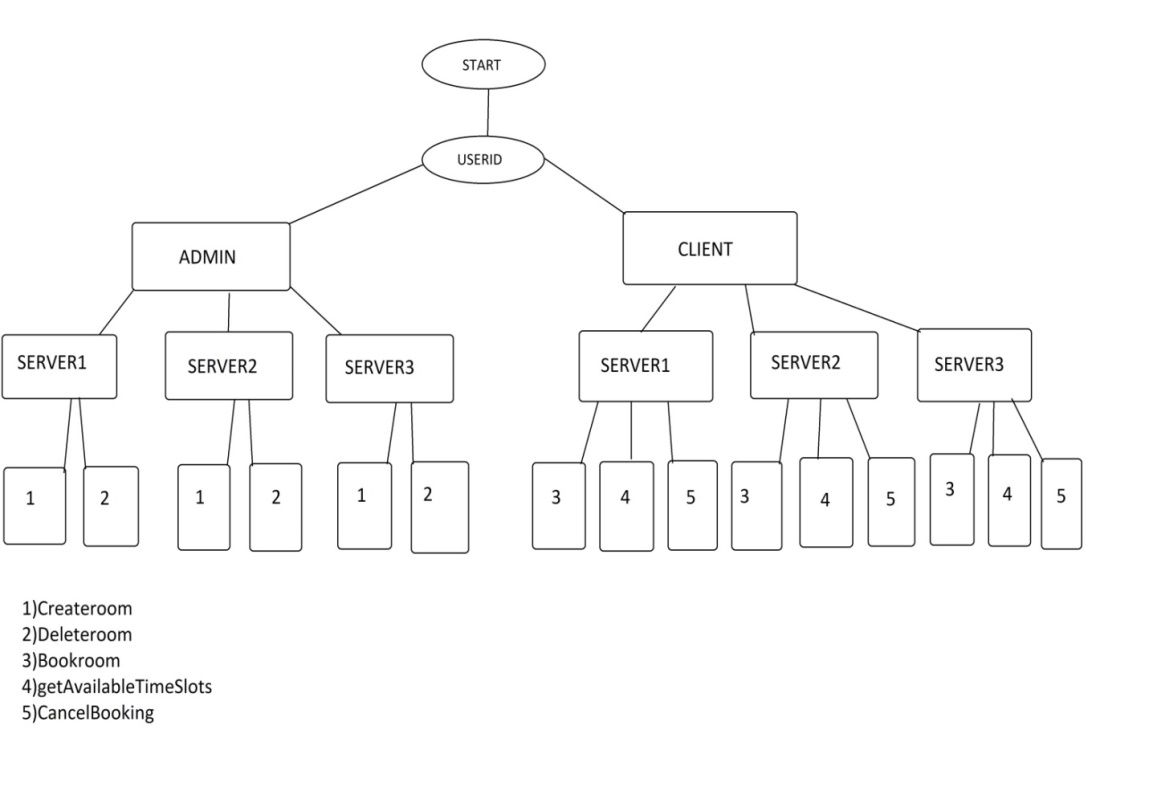 START
USERID
ADMIN
CLIENT
SERVER1
SERVER2
SERVER3
SERVER1
SERVER2
SERVER3
1
2
1
2
1
2
3
4
5
3
4
5
3
4
5
1)Createroom
2)Deleteroom
3)Bookroom
4)getAvailableTimeSlots
5)CancelBooking